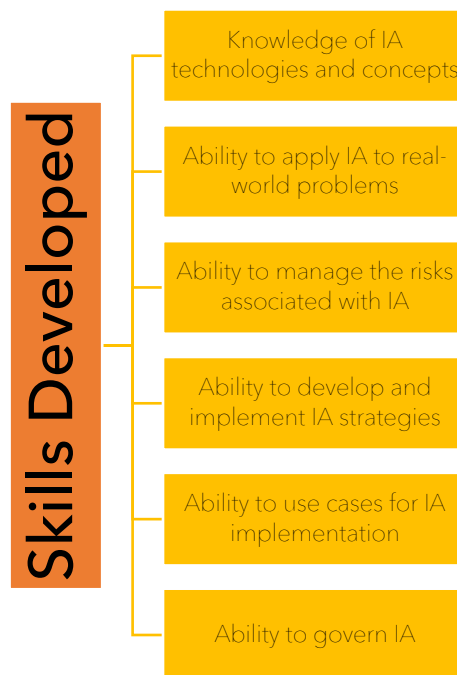 Skills Developed
Knowledge of IA
technologies and concepts
Ability to apply IA to real-
world problems
Ability to manage the risks
associated with IA
Ability to develop and
implement IA strategies
Ability to use cases for IA
implementation
Ability to govern IA